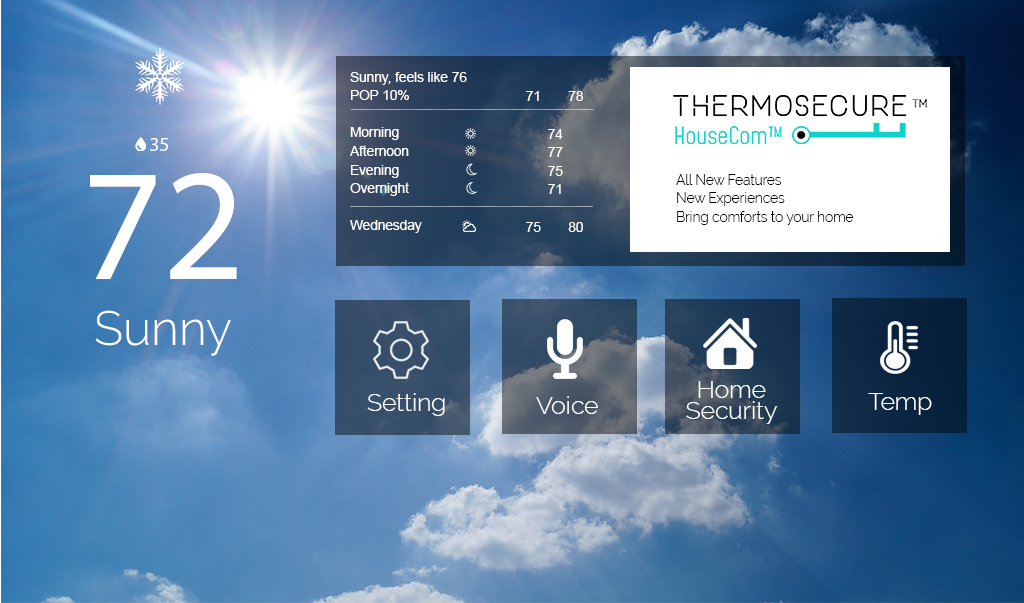 35
72
Sunny
Sunny, feels like 76
POP 10% 71 78
Morning 74
Afternoon 77
Evening 75
Overnight 71
Wednesday 75 80
THERMOSECURE™
HouseCom™
All New Features
New Experiences
Bring comforts to your home
Setting
Voice
Home
Security
Temp